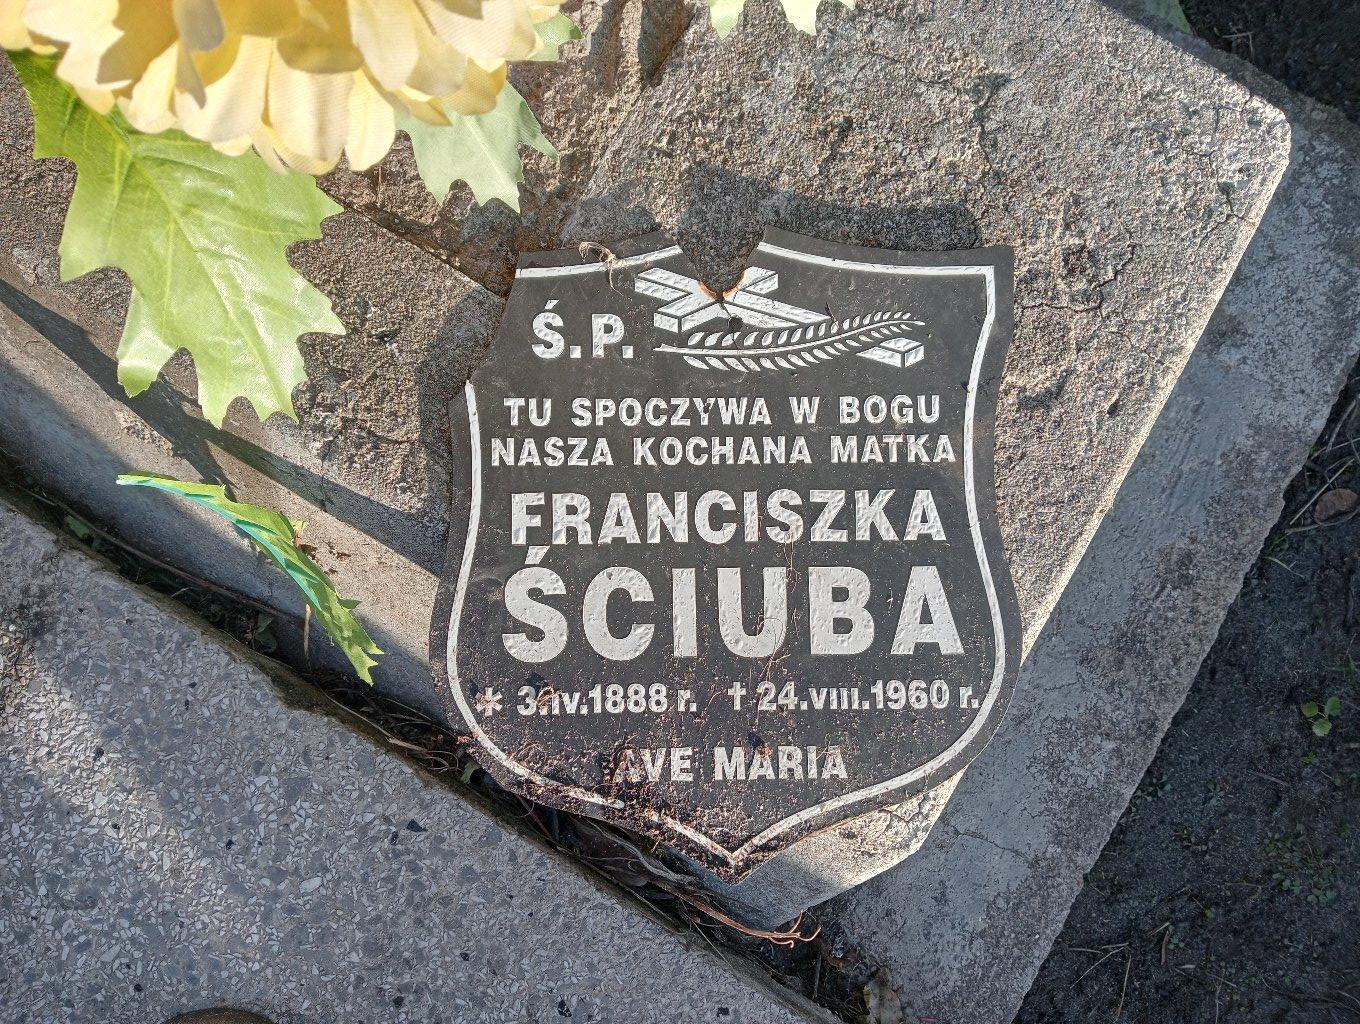 Ś.P.
TU SPOCZYWA W BOGU
NASZA KOCHANA MATKA
FRANCISZKA
ŚCIUBA
* 3.IV.1888 r. † 24.VIII.1960 r.
AVE MARIA